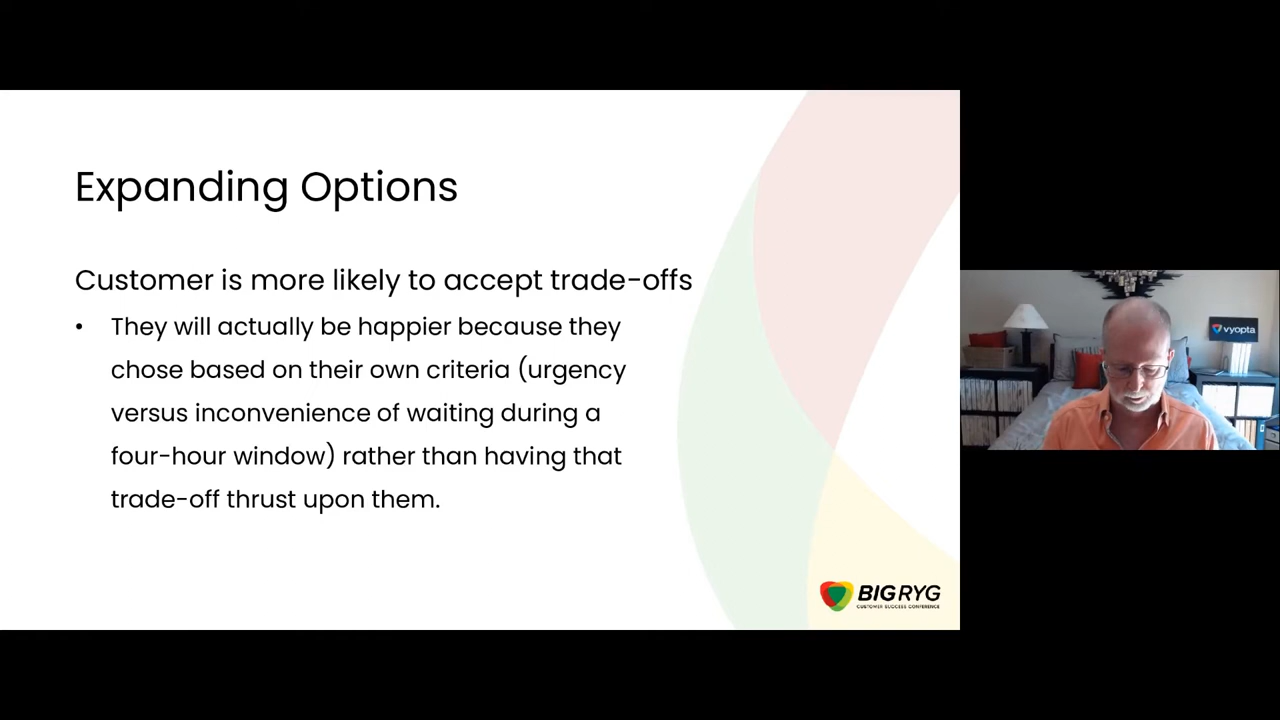 Expanding Options
Customer is more likely to accept trade-offs
• They will actually be happier because they
chose based on their own criteria (urgency
versus inconvenience of waiting during a
four-hour window) rather than having that
trade-off thrust upon them.
BIGRYG
CUSTOMER SUCCESS CONFERENCE
vyopta